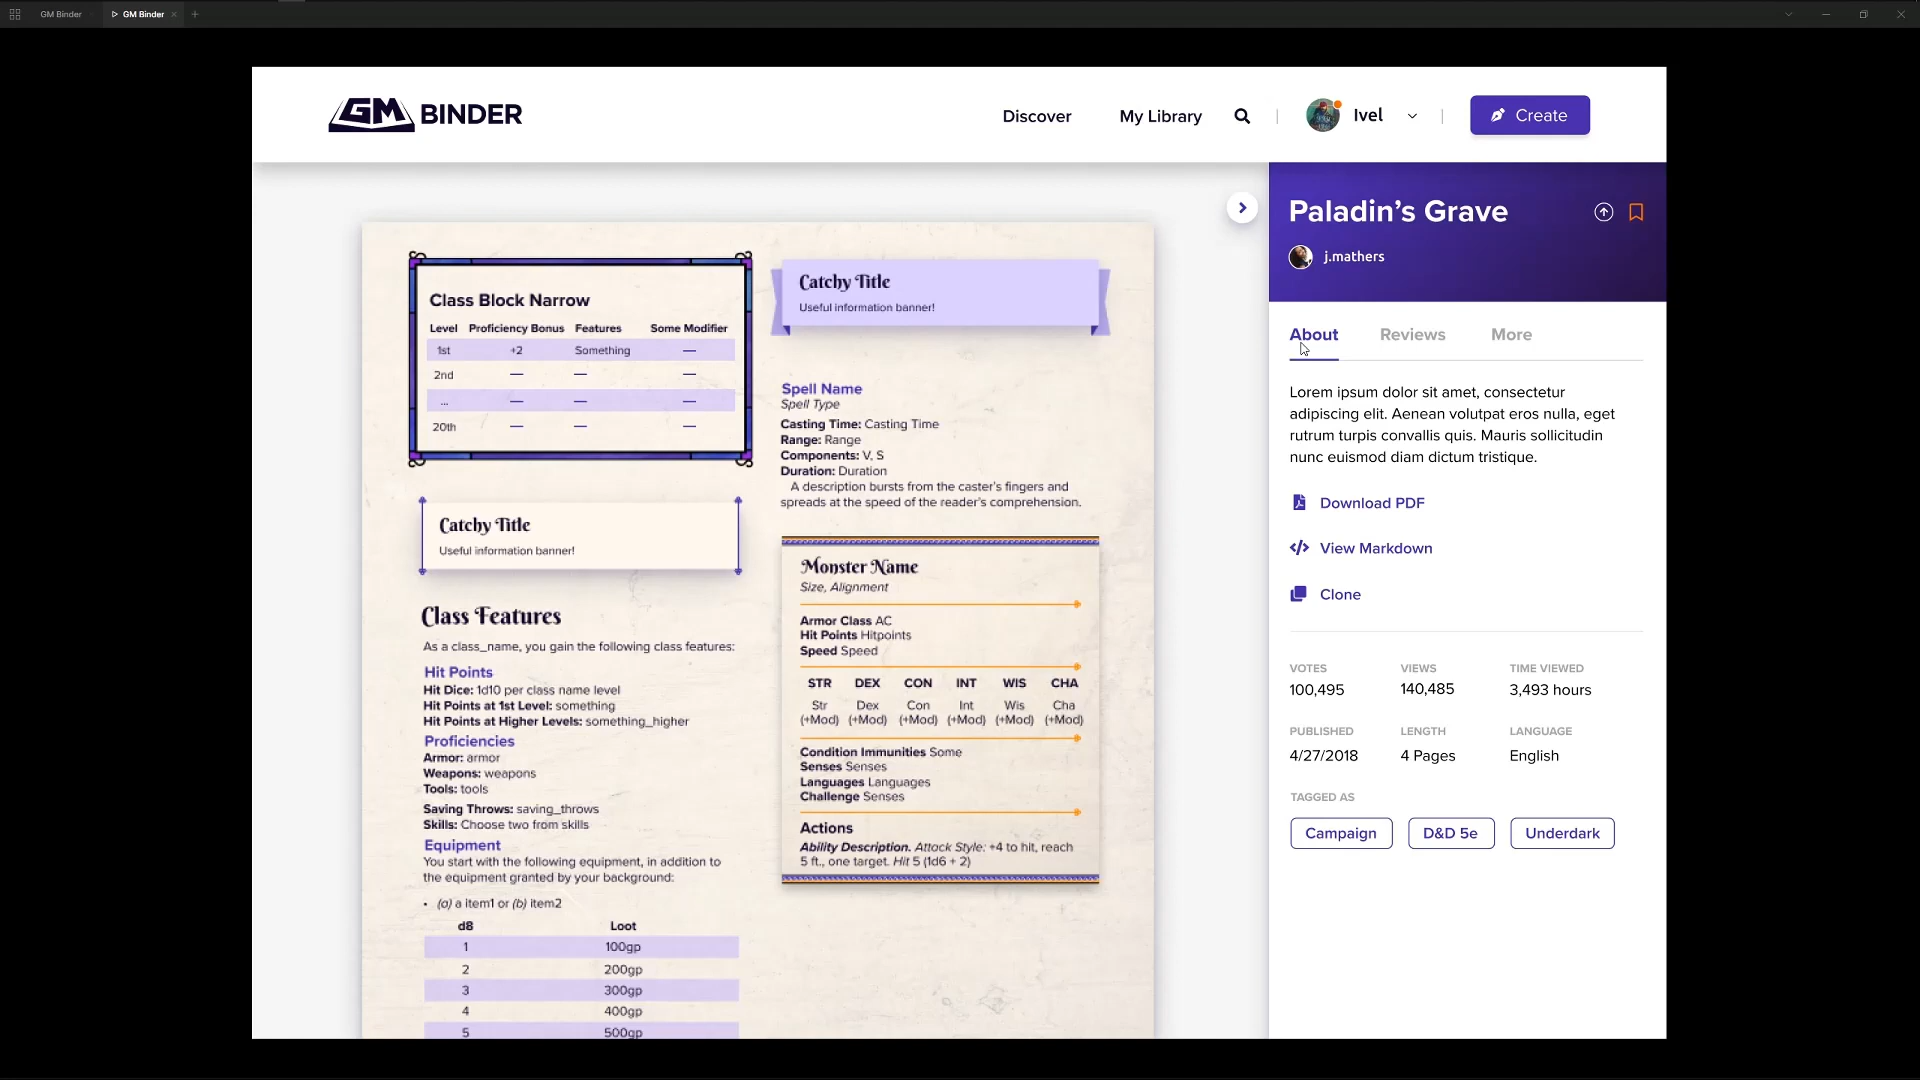 GM Binder
GM Binder
GM BINDER
Discover
My Library
Ivel
Create
Class Block Narrow
Level Proficiency Bonus Features Some Modifier
1st +2 Something —
2nd — — —
... — — —
20th — — —
Catchy Title
Useful information banner!
Class Features
As a class_name, you gain the following class features:
Hit Points
Hit Dice: 1d10 per class name level
Hit Points at 1st Level: something
Hit Points at Higher Levels: something_higher
Proficiencies
Armor: armor
Weapons: weapons
Tools: tools
Saving Throws: saving_throws
Skills: Choose two from skills
Equipment
You start with the following equipment, in addition to
the equipment granted by your background:
• (a) a item1 or (b) item2
d8 Loot
1 100gp
2 200gp
3 300gp
4 400gp
5 500gp
Catchy Title
Useful information banner!
Spell Name
Spell Type
Casting Time: Casting Time
Range: Range
Components: V, S
Duration: Duration
A description bursts from the caster's fingers and
spreads at the speed of the reader's comprehension.
Monster Name
Size, Alignment
Armor Class AC
Hit Points Hitpoints
Speed Speed
STR DEX CON INT WIS CHA
Str Dex Con Int Wis Cha
(+Mod) (+Mod) (+Mod) (+Mod) (+Mod) (+Mod)
Condition Immunities Some
Senses Senses
Languages Languages
Challenge Senses
Actions
Ability Description. Attack Style: +4 to hit, reach
5 ft., one target. Hit 5 (1d6 + 2)
Paladin's Grave
j.mathers
About Reviews More
Lorem ipsum dolor sit amet, consectetur
adipiscing elit. Aenean volutpat eros nulla, eget
rutrum turpis convallis quis. Mauris sollicitudin
nunc euismod diam dictum tristique.
Download PDF
View Markdown
Clone
VOTES VIEWS TIME VIEWED
100,495 140,485 3,493 hours
PUBLISHED LENGTH LANGUAGE
4/27/2018 4 Pages English
TAGGED AS
Campaign D&D 5e Underdark